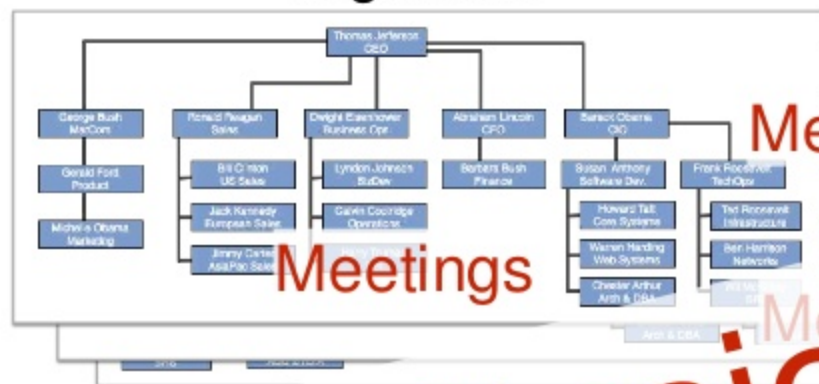 Thomas Jefferson
CEO
George Bush
MarCom
Ronald Reagan
Sales
Dwight Eisenhower
Business Ops
Abraham Lincoln
CFO
Barack Obama
CIO
Me
Gerald Ford
Product
Bill Clinton
US Sales
Lyndon Johnson
BizDev
Barbara Bush
Finance
Susan Anthony
Software Dev.
Frank Roosevelt
TechOps
Michelle Obama
Marketing
Jack Kennedy
European Sales
Calvin Coolridge
Operations
Howard Taft
Core Systems
Ted Roosevelt
Infrastructure
Jimmy Carter
AsiaPac Sales
Warren Harding
Web Systems
Ben Harrison
Networks
Meetings
Chester Arthur
Arch & DBA
Me
Arch & DBA